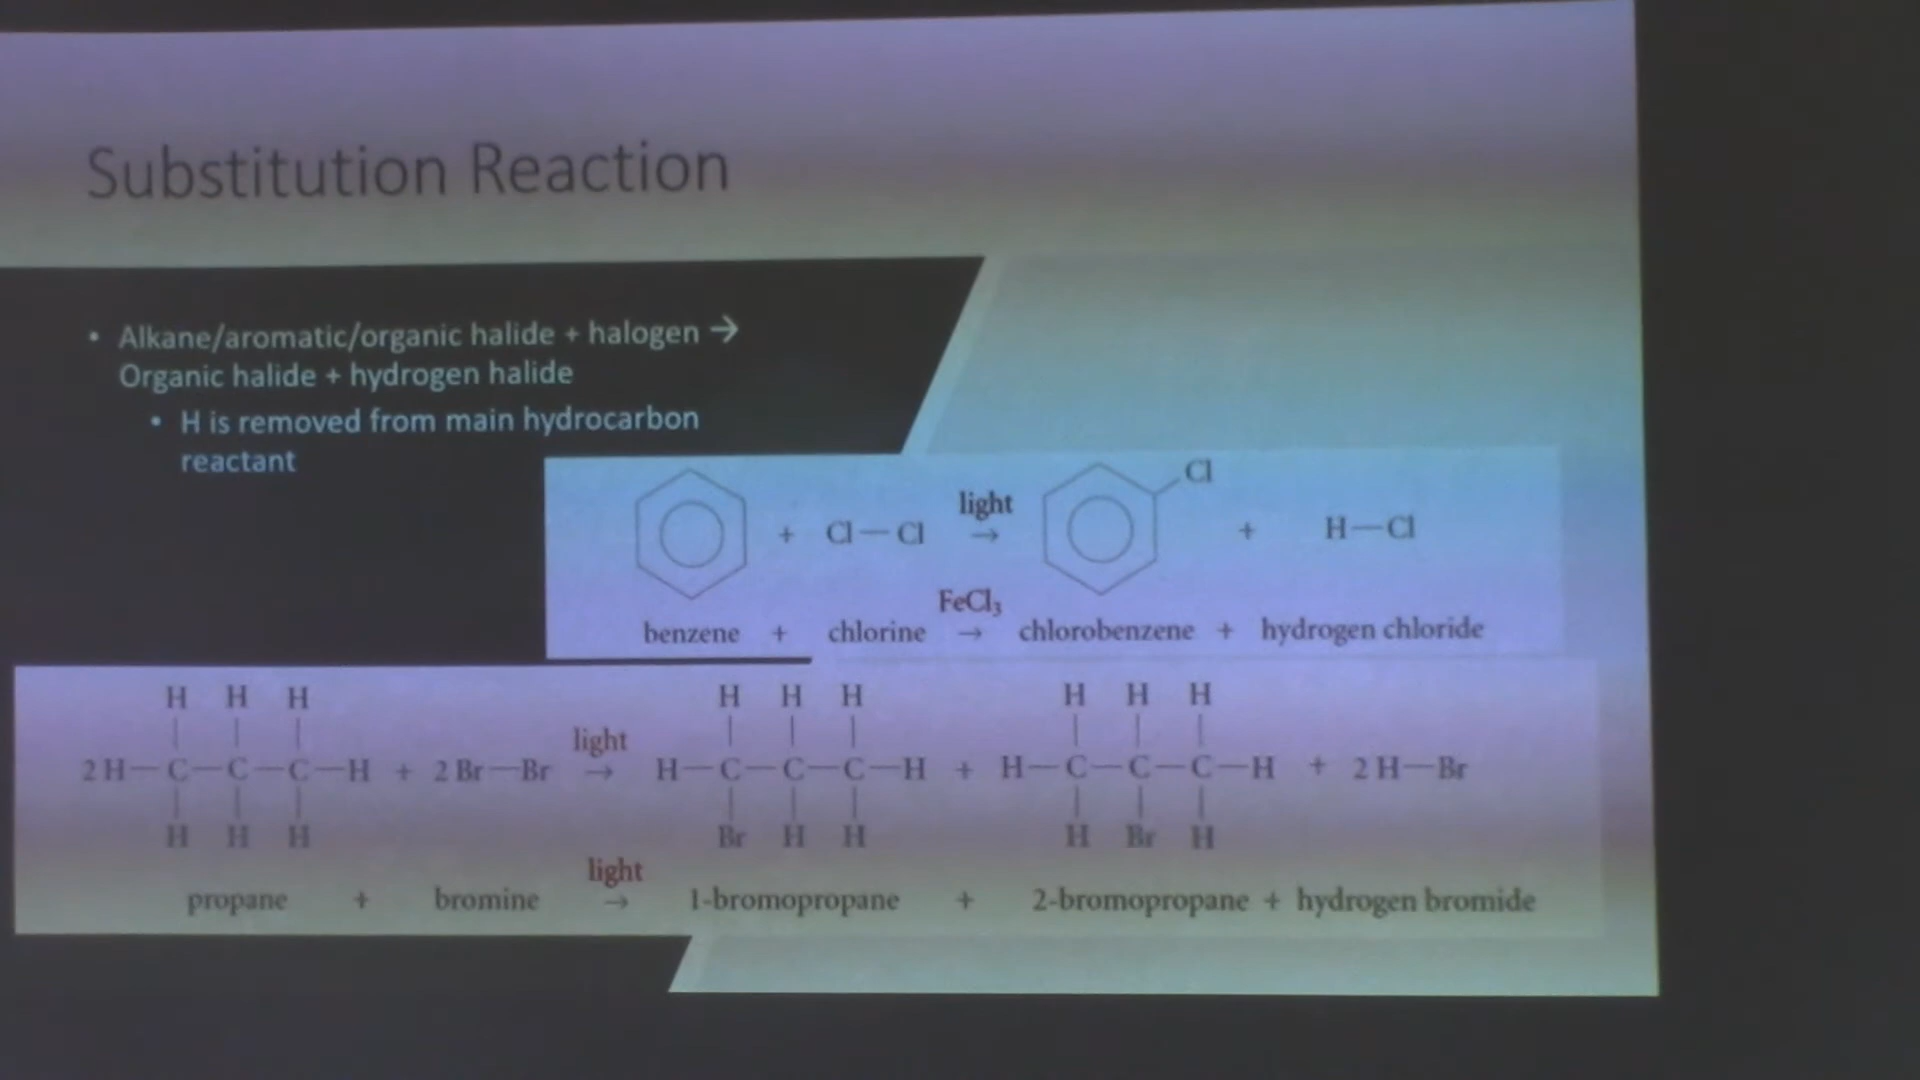 Substitution Reaction
• Alkane/aromatic/organic halide + halogen →
Organic halide + hydrogen halide
• H is removed from main hydrocarbon
reactant
Cl
light
+ Cl—Cl → + H—Cl
FeCl₃
benzene + chlorine → chlorobenzene + hydrogen chloride
H H H H H H H H H
light
2 H—C—C—C—H + 2 Br—Br → H—C—C—C—H + H—C—C—C—H + 2 H—Br
H H H Br H H H Br H
light
propane + bromine → 1-bromopropane + 2-bromopropane + hydrogen bromide